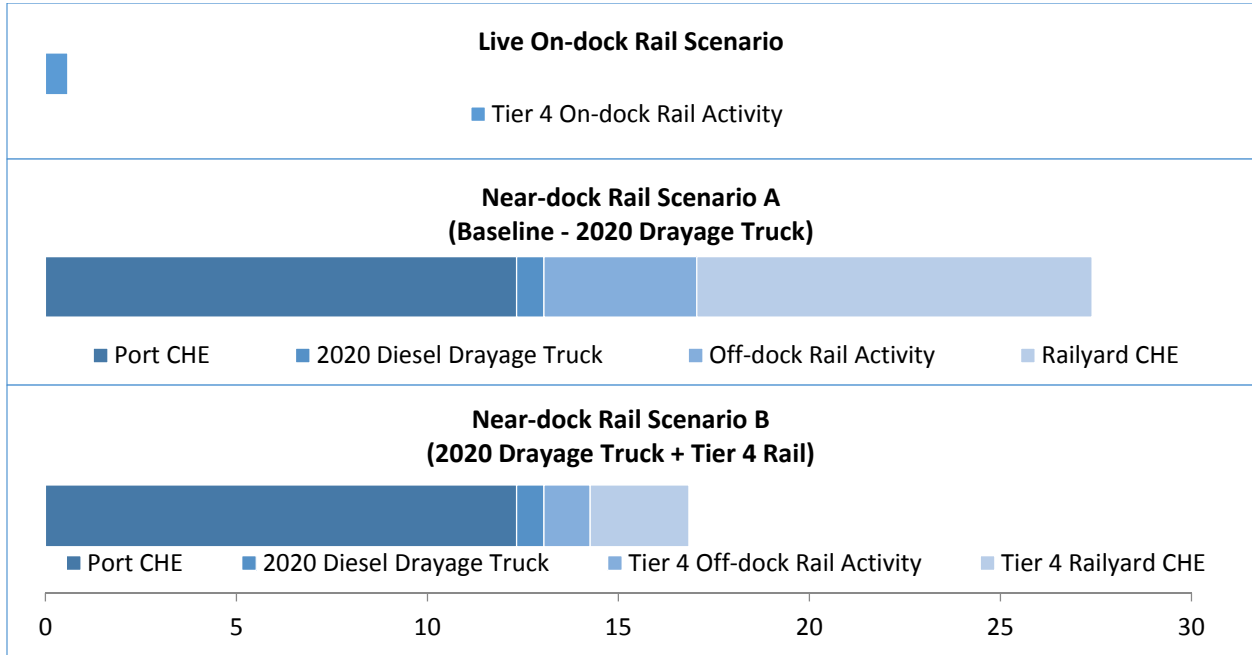 Live On-dock Rail Scenario
Tier 4 On-dock Rail Activity
Near-dock Rail Scenario A
(Baseline - 2020 Drayage Truck)
Port CHE 2020 Diesel Drayage Truck Off-dock Rail Activity Railyard CHE
Near-dock Rail Scenario B
(2020 Drayage Truck + Tier 4 Rail)
Port CHE 2020 Diesel Drayage Truck Tier 4 Off-dock Rail Activity Tier 4 Railyard CHE
0 5 10 15 20 25 30